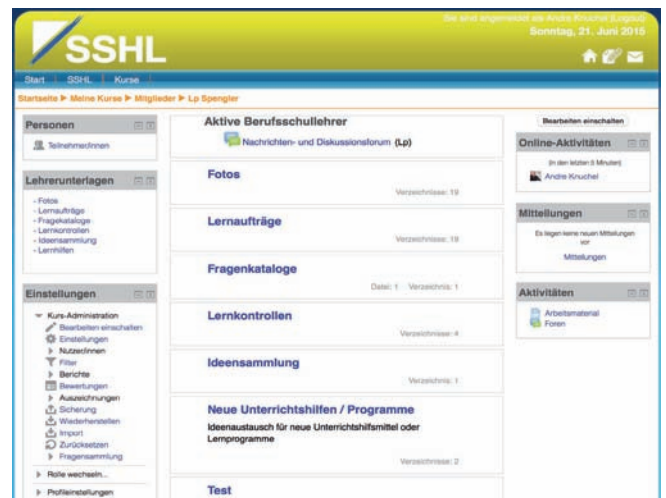 Sie sind angemeldet als Andre Knuchel (Logout)
Sonntag, 21. Juni 2015
SSHL
Start SSHL Kurse
Startseite ► Meine Kurse ► Mitglieder ► Lp Spengler
Personen
TeilnehmerInnen
Lehrerunterlagen
- Fotos
- Lernaufträge
- Fragekataloge
- Lernkontrollen
- Ideensammlung
- Lernhilfen
Einstellungen
Kurs-Administration
Bearbeiten einschalten
Einstellungen
Nutzer/innen
Filter
Berichte
Bewertungen
Auszeichnungen
Sicherung
Wiederherstellen
Import
Zurücksetzen
Fragensammlung
Rolle wechseln...
Profileinstellungen
Aktive Berufsschullehrer
Nachrichten- und Diskussionsforum (Lp)
Fotos
Verzeichnisse: 19
Lernaufträge
Verzeichnisse: 19
Fragenkataloge
Datei: 1 Verzeichnis: 1
Lernkontrollen
Verzeichnisse: 4
Ideensammlung
Verzeichnis: 1
Neue Unterrichtshilfen / Programme
Ideenaustausch für neue Unterrichtshilfsmittel oder
Lernprogramme
Verzeichnisse: 2
Test
Bearbeiten einschalten
Online-Aktivitäten
(in den letzten 5 Minuten)
Andre Knuchel
Mitteilungen
Es liegen keine neuen Mitteilungen
vor
Mitteilungen
Aktivitäten
Arbeitsmaterial
Foren